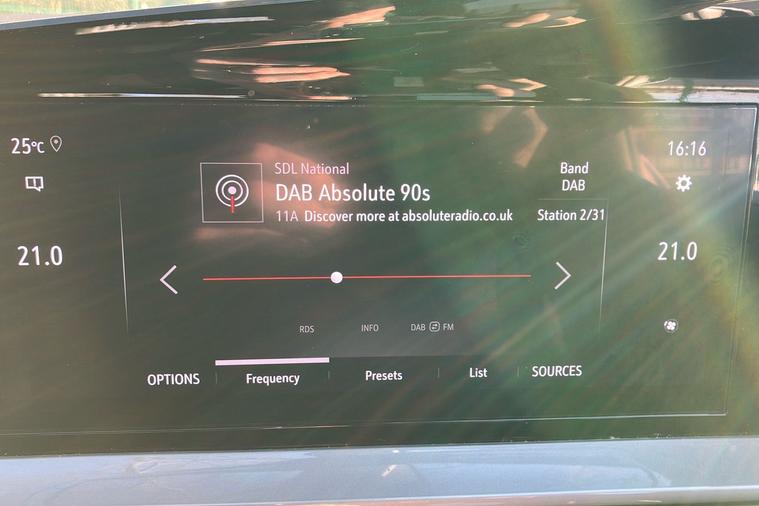 25°C
16:16
SDL National
DAB Absolute 90s
11A Discover more at absoluteradio.co.uk
Band
DAB
Station 2/31
21.0
21.0
RDS
INFO
DAB FM
OPTIONS
Frequency
Presets
List
SOURCES